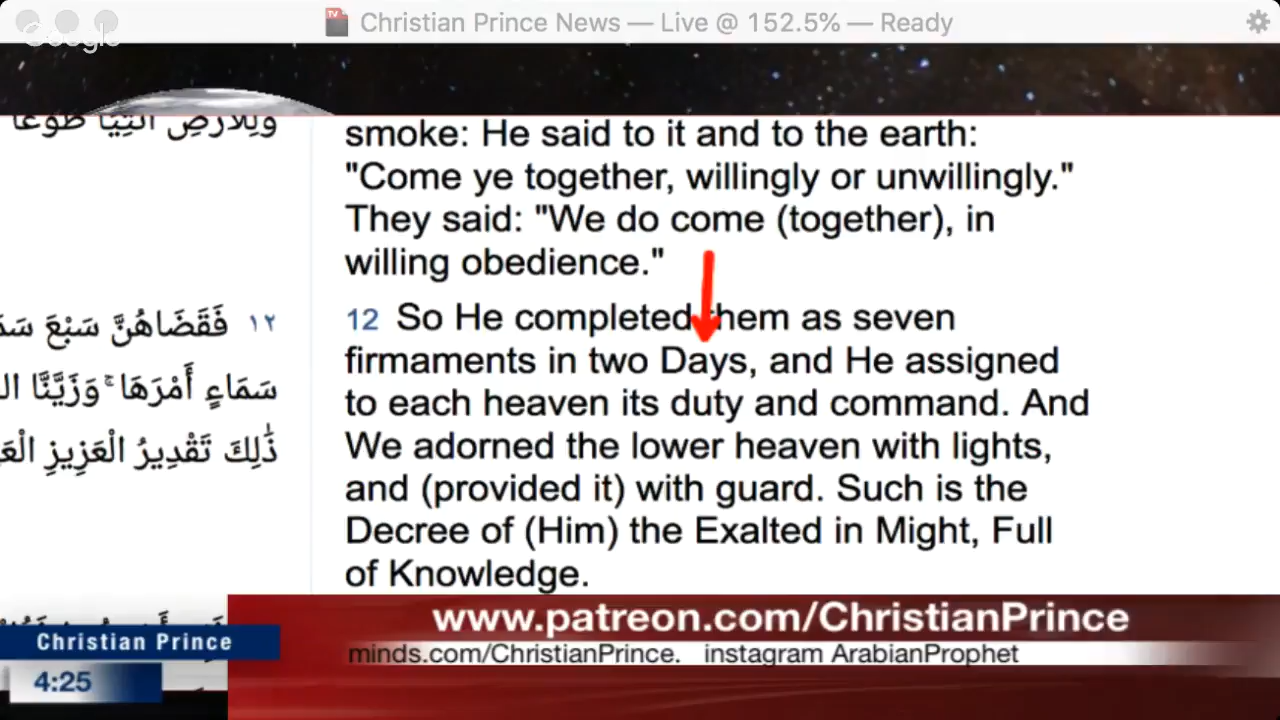 Christian Prince News — Live @ 152.5% — Ready
Google
وَلِلْأَرْضِ ائْتِيَا طَوْعًا
smoke: He said to it and to the earth:
"Come ye together, willingly or unwillingly."
They said: "We do come (together), in
willing obedience."
١٢ فَقَضَاهُنَّ سَبْعَ
سَمَاءٍ أَمْرَهَا ۚ وَزَيَّنَّا
ذَٰلِكَ تَقْدِيرُ الْعَزِيزِ
12 So He completed them as seven
firmaments in two Days, and He assigned
to each heaven its duty and command. And
We adorned the lower heaven with lights,
and (provided it) with guard. Such is the
Decree of (Him) the Exalted in Might, Full
of Knowledge.
www.patreon.com/ChristianPrince
Christian Prince
minds.com/ChristianPrince. instagram ArabianProphet
4:25